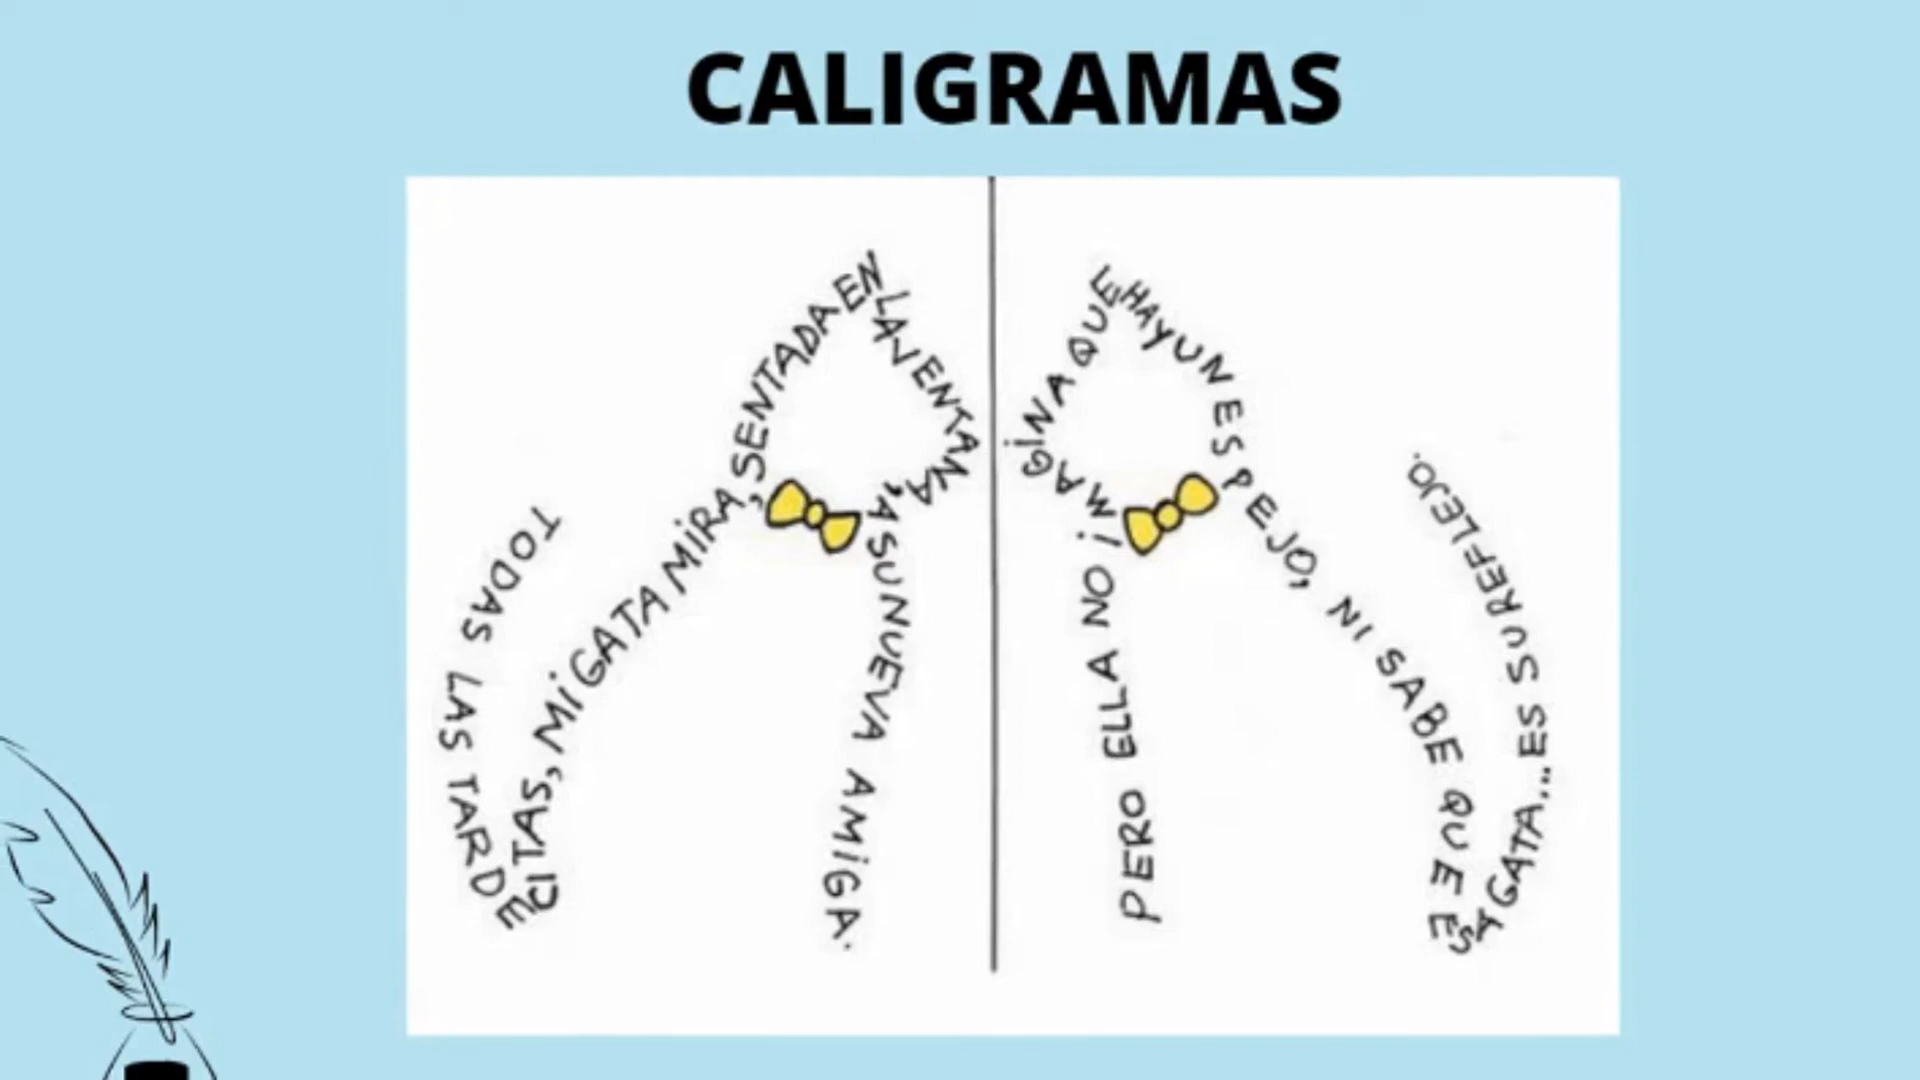 CALIGRAMAS
TODAS LAS TARDECITAS, MI GATA MIRA, SENTADA EN LA VENTANA, A SU NUEVA AMIGA.
PERO ELLA NO IMAGINA QUE HAY UN ESPEJO, NI SABE QUE ESA GATA... ES SU REFLEJO.